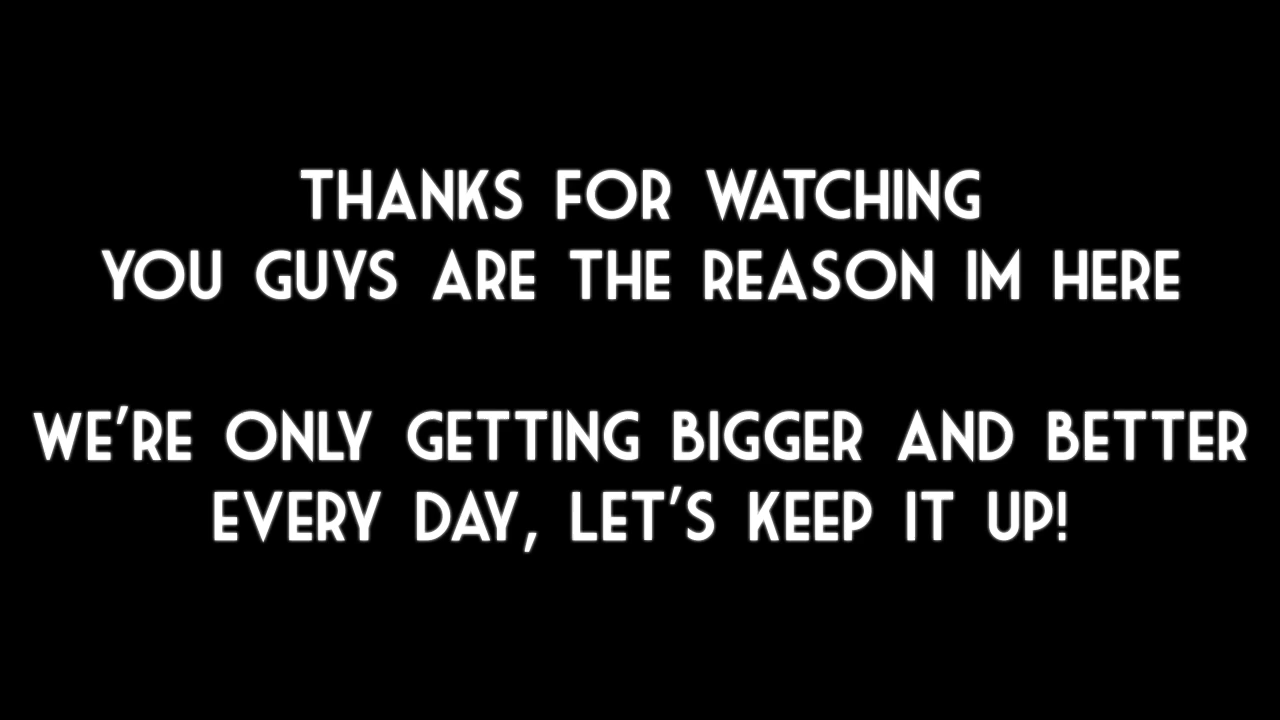 THANKS FOR WATCHING
YOU GUYS ARE THE REASON IM HERE
WE'RE ONLY GETTING BIGGER AND BETTER
EVERY DAY, LET'S KEEP IT UP!